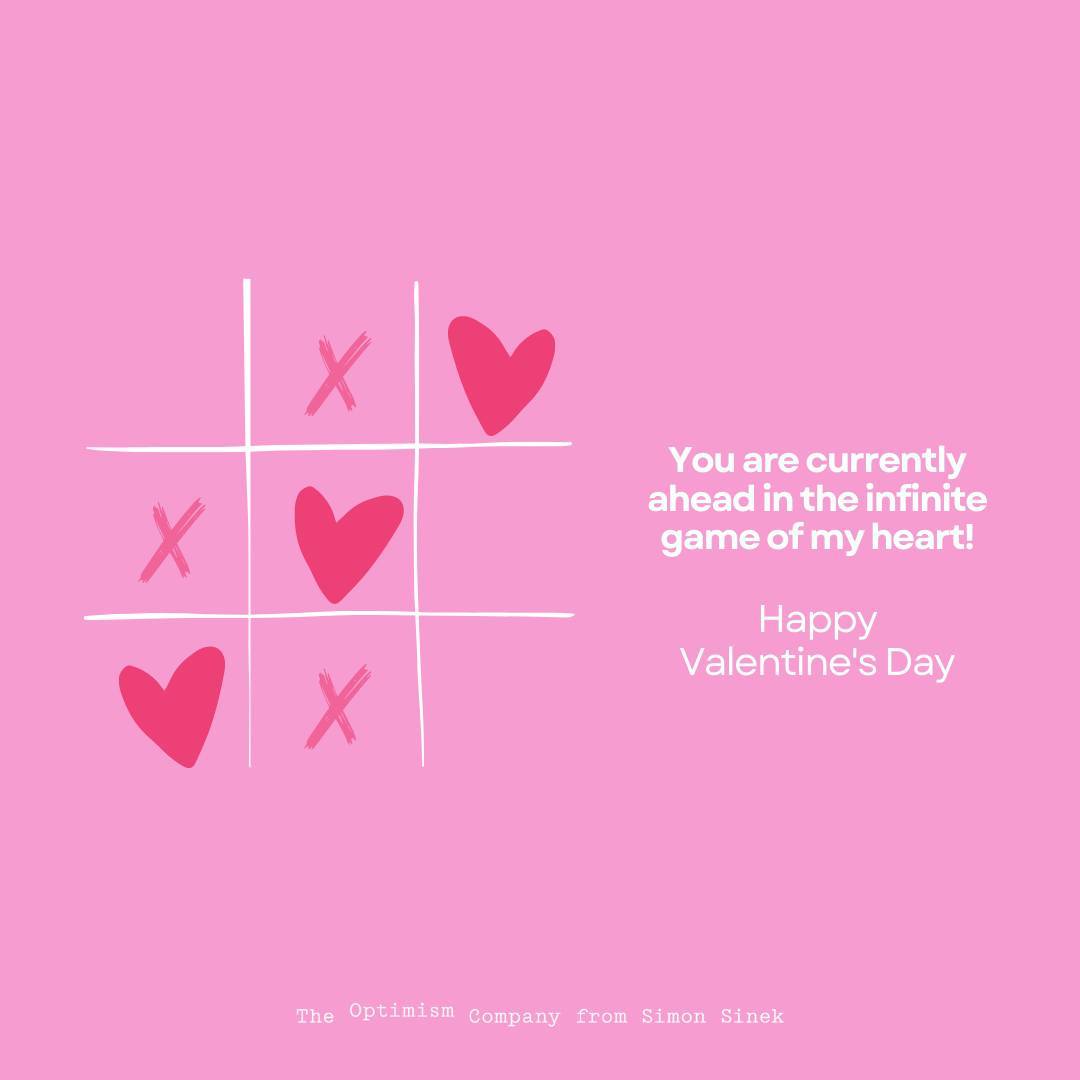 You are currently
ahead in the infinite
game of my heart!
Happy
Valentine's Day
The Optimism Company from Simon Sinek